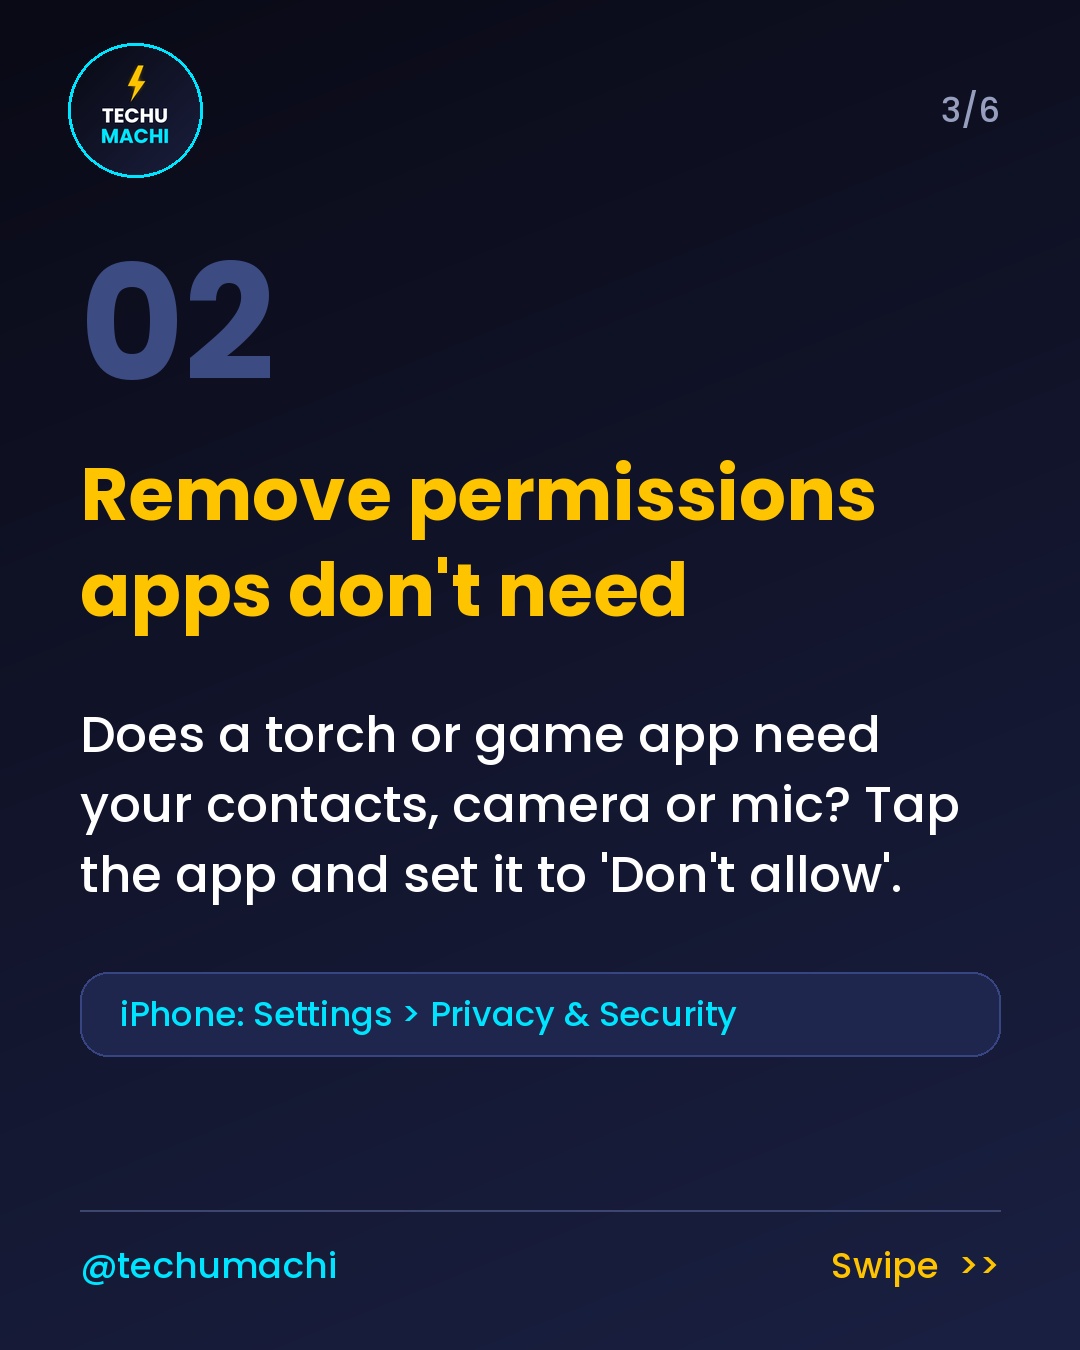 TECHU
MACHI
3/6
02
Remove permissions
apps don't need
Does a torch or game app need
your contacts, camera or mic? Tap
the app and set it to 'Don't allow'.
iPhone: Settings > Privacy & Security
@techumachi
Swipe >>